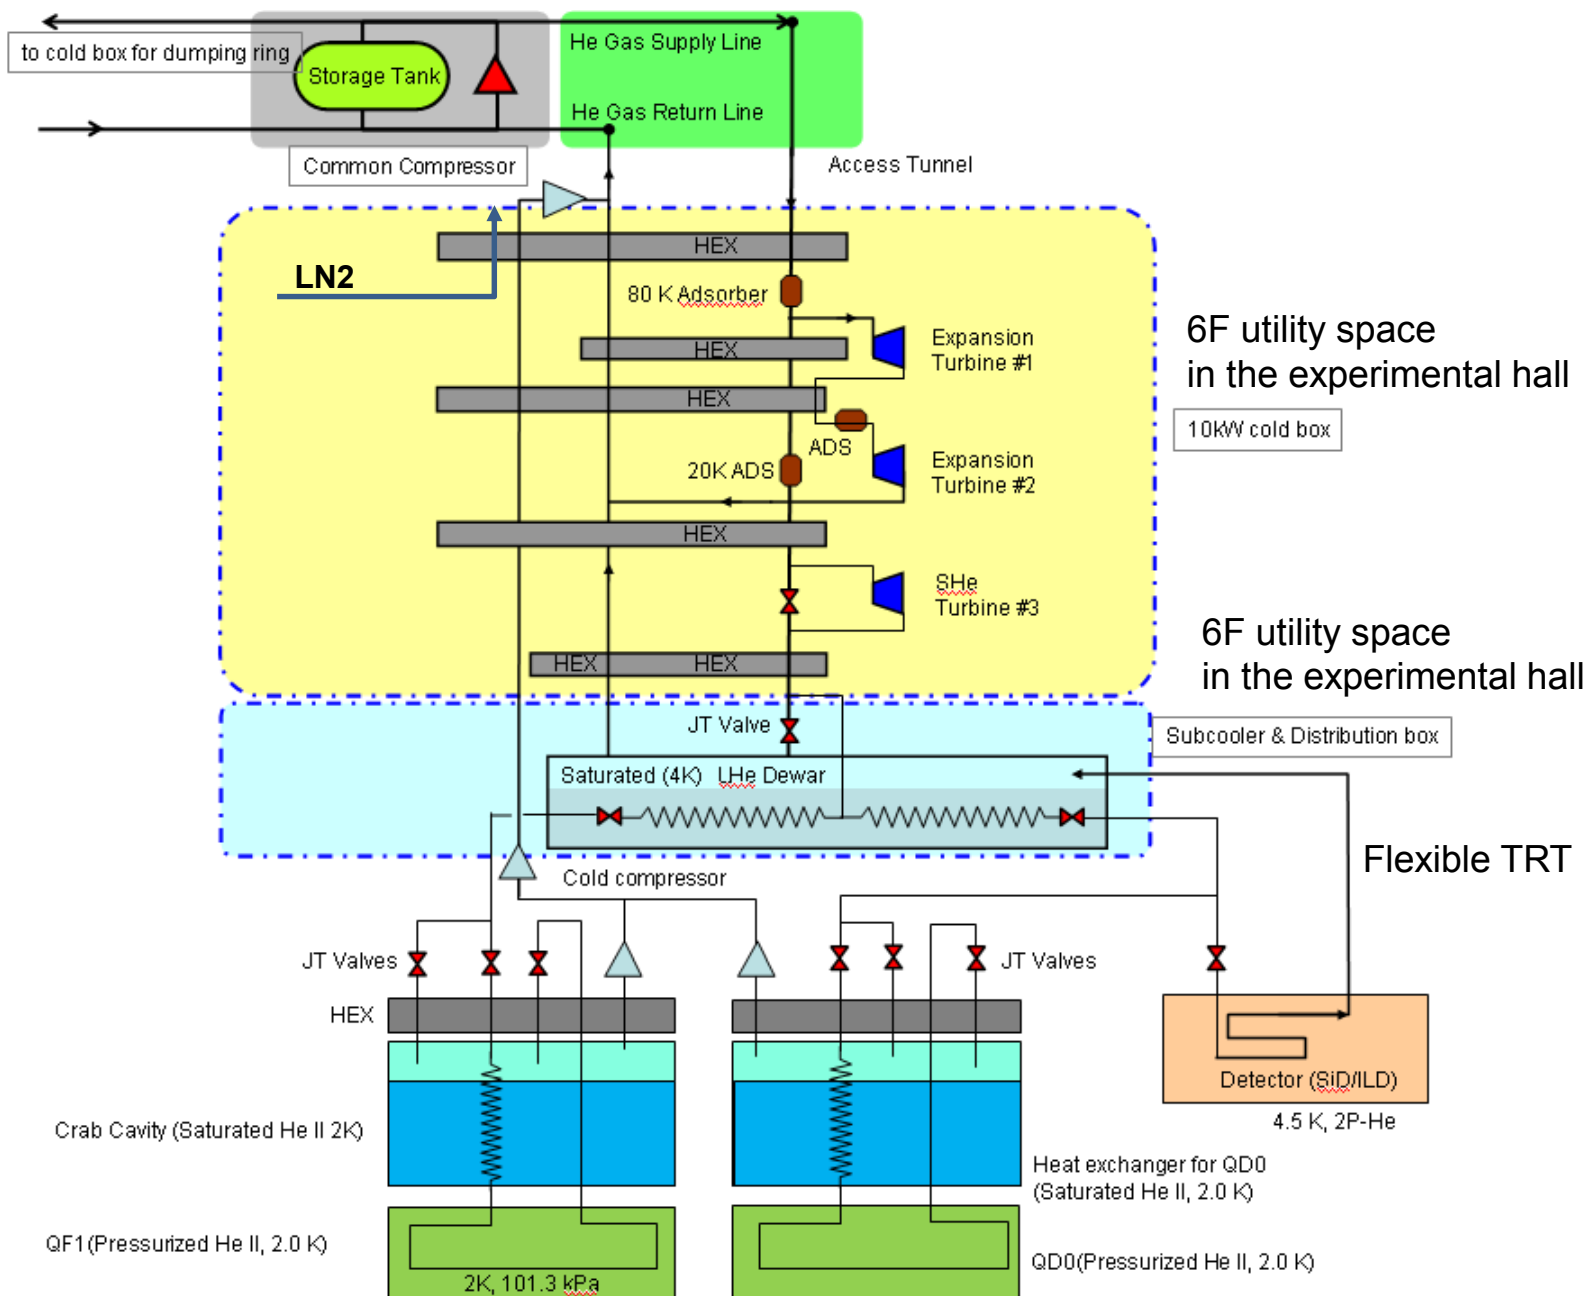 to cold box for dumping ring
Storage Tank
He Gas Supply Line
He Gas Return Line
Common Compressor
Access Tunnel
LN2
HEX
80 K Adsorber
Expansion
Turbine #1
HEX
6F utility space
in the experimental hall
HEX
10kW cold box
ADS
20K ADS
Expansion
Turbine #2
HEX
SHe
Turbine #3
6F utility space
in the experimental hall
HEX
HEX
JT Valve
Subcooler & Distribution box
Saturated (4K) LHe Dewar
Flexible TRT
Cold compressor
JT Valves
JT Valves
HEX
Detector (SiD/ILD)
4.5 K, 2P-He
Crab Cavity (Saturated He II 2K)
Heat exchanger for QD0
(Saturated He II, 2.0 K)
QF1(Pressurized He II, 2.0 K)
QD0(Pressurized He II, 2.0 K)
2K, 101.3 kPa